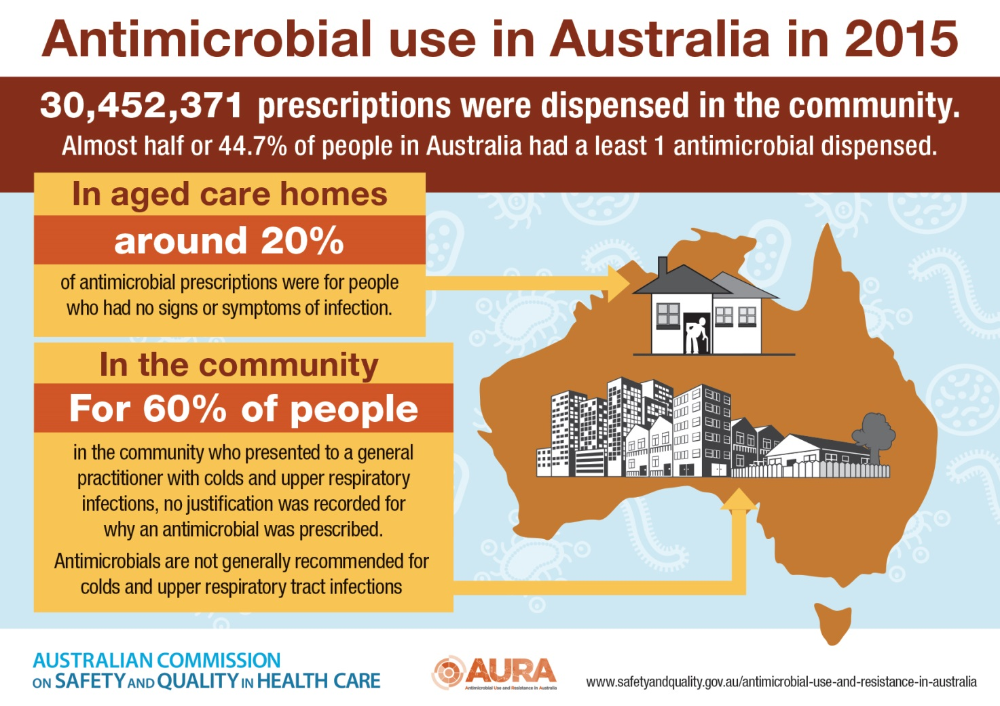 Antimicrobial use in Australia in 2015
30,452,371 prescriptions were dispensed in the community.
Almost half or 44.7% of people in Australia had a least 1 antimicrobial dispensed.
In aged care homes
around 20%
of antimicrobial prescriptions were for people
who had no signs or symptoms of infection.
In the community
For 60% of people
in the community who presented to a general
practitioner with colds and upper respiratory
infections, no justification was recorded for
why an antimicrobial was prescribed.
Antimicrobials are not generally recommended for
colds and upper respiratory tract infections
AUSTRALIAN COMMISSION
ON SAFETY AND QUALITY IN HEALTH CARE
AURA
Antimicrobial Use and Resistance in Australia
www.safetyandquality.gov.au/antimicrobial-use-and-resistance-in-australia